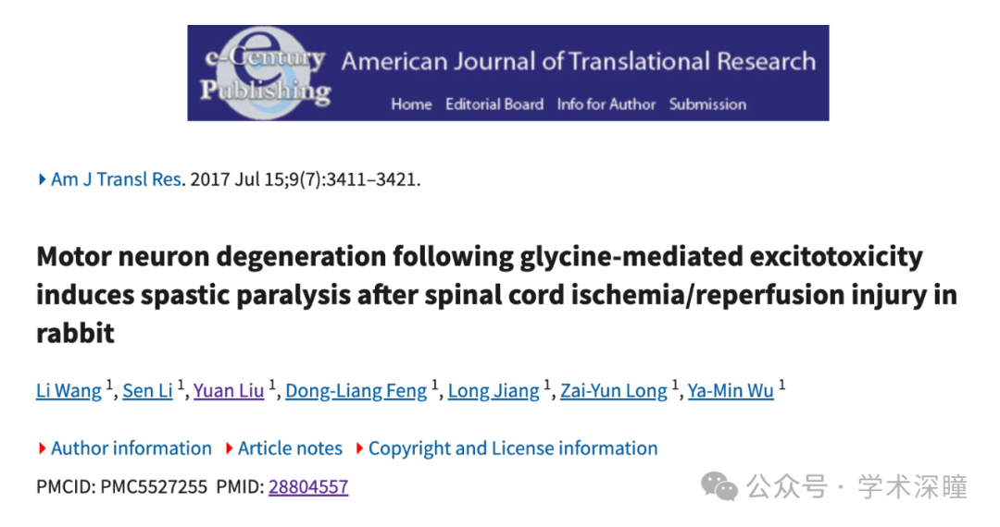 e-Century
Publishing
American Journal of Translational Research
Home Editorial Board Info for Author Submission
Am J Transl Res. 2017 Jul 15;9(7):3411–3421.
Motor neuron degeneration following glycine-mediated excitotoxicity
induces spastic paralysis after spinal cord ischemia/reperfusion injury in
rabbit
Li Wang 1, Sen Li 1, Yuan Liu 1, Dong-Liang Feng 1, Long Jiang 1, Zai-Yun Long 1, Ya-Min Wu 1
Author information Article notes Copyright and License information
PMCID: PMC5527255 PMID: 28804557
公众号 · 学术深瞳